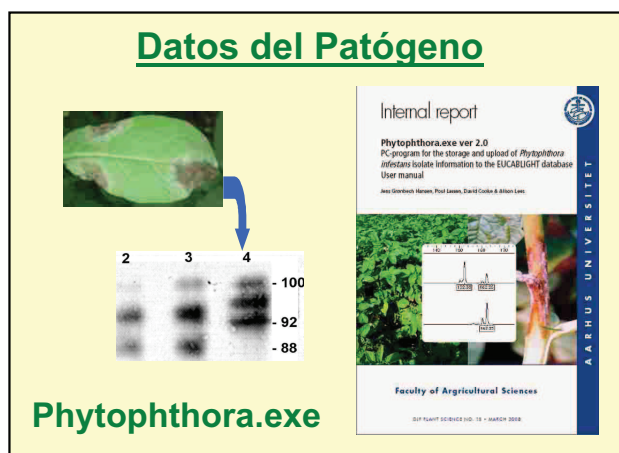 Datos del Patógeno
2 3 4
- 100
- 92
- 88
Phytophthora.exe
Internal report
Phytophthora.exe ver 2.0
PC-program for the storage and upload of Phytophthora
infestans isolate information to the EUCABLIGHT database
User manual
Jens Grønbech Hansen, Poul Lassen, David Cooke & Alison Lees
AARHUS UNIVERSITET
Faculty of Argricultural Sciences
DJF PLANT SCIENCE NO. 15 • MARCH 2008